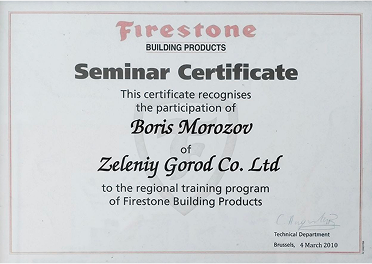 Firestone
BUILDING PRODUCTS
Seminar Certificate
This certificate recognises
the participation of
Boris Morozov
of
Zeleniy Gorod Co. Ltd
to the regional training program
of Firestone Building Products
Technical Department
Brussels, 4 March 2010